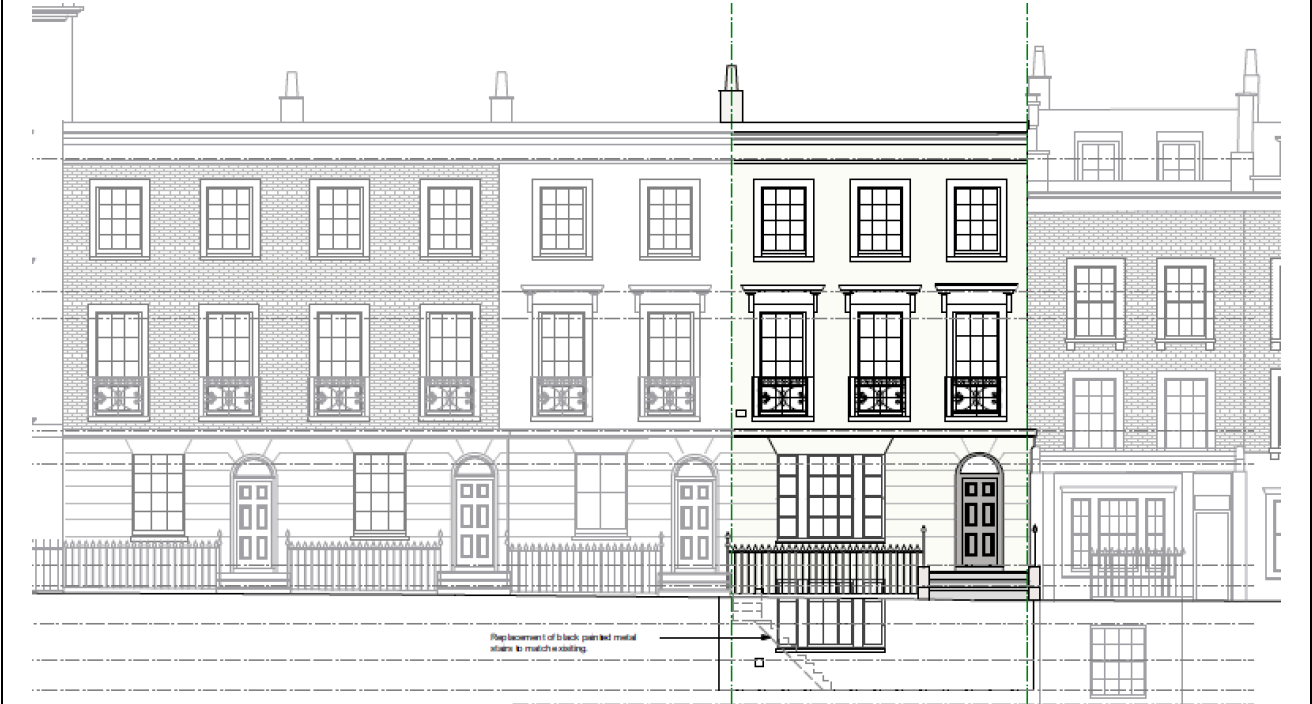 Replacement of black painted metal
stairs to match existing.